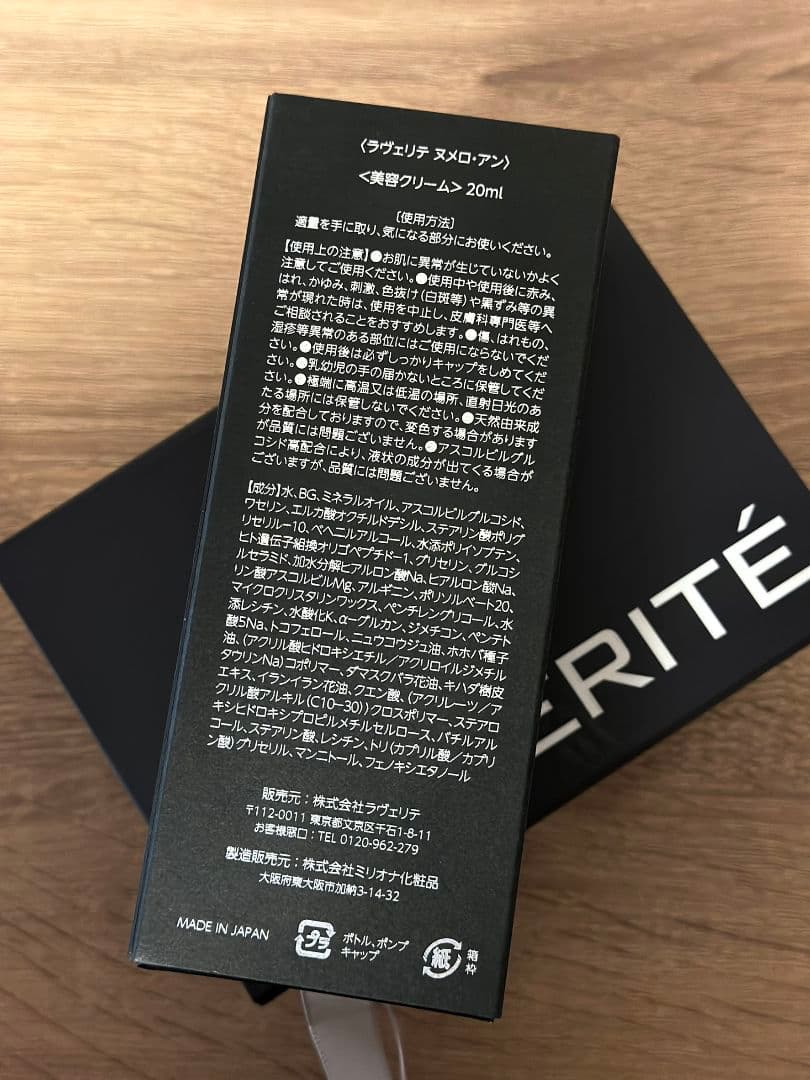 〈ラヴェリテ ヌメロ・アン〉
<美容クリーム> 20ml
〔使用方法〕
適量を手に取り、気になる部分にお使いください。
【使用上の注意】●お肌に異常が生じていないかよく
注意してご使用ください。●使用中や使用後に赤み、
はれ、かゆみ、刺激、色抜け(白斑等)や黒ずみ等の異
常が現れた時は、使用を中止し、皮膚科専門医等へ
ご相談されることをおすすめします。●傷、はれもの、
湿疹等異常のある部位にはご使用にならないでくだ
さい。●使用後は必ずしっかりキャップをしめてくだ
さい。●乳幼児の手の届かないところに保管してくだ
さい。●極端に高温又は低温の場所、直射日光のあ
たる場所には保管しないでください。●天然由来成
分を配合しておりますので、変色する場合があります
が品質には問題ございません。●アスコルビルグル
コシド高配合により、液状の成分が出てくる場合が
ございますが、品質には問題ございません。
【成分】水、BG、ミネラルオイル、アスコルビルグルコシド、
ワセリン、エルカ酸オクチルドデシル、ステアリン酸ポリグ
リセリル-10、ベヘニルアルコール、水添ポリイソブテン、
ヒト遺伝子組換オリゴペプチド-1、グリセリン、グルコシ
ルセラミド、加水分解ヒアルロン酸Na、ヒアルロン酸Na、
リン酸アスコルビルMg、アルギニン、ポリソルベート20、
マイクロクリスタリンワックス、ペンチレングリコール、水
添レシチン、水酸化K、α-グルカン、ジメチコン、ペンテト
酸5Na、トコフェロール、ニュウコウジュ油、ホホバ種子
油、(アクリル酸ヒドロキシエチル/アクリロイルジメチル
タウリンNa)コポリマー、ダマスクバラ花油、キハダ樹皮
エキス、イランイラン花油、クエン酸、(アクリレーツ/ア
クリル酸アルキル(C10-30))クロスポリマー、ステアロ
キシヒドロキシプロピルメチルセルロース、バチルアル
コール、ステアリン酸、レシチン、トリ(カプリル酸/カプリ
ン酸)グリセリル、マンニトール、フェノキシエタノール
販売元:株式会社ラヴェリテ
〒112-0011 東京都文京区千石1-8-11
お客様窓口:TEL 0120-962-279
製造販売元:株式会社ミリオナ化粧品
大阪府東大阪市加納3-14-32
MADE IN JAPAN
プラ
ボトル、ポンプ
キャップ
紙
箱
枠
ERITÉ